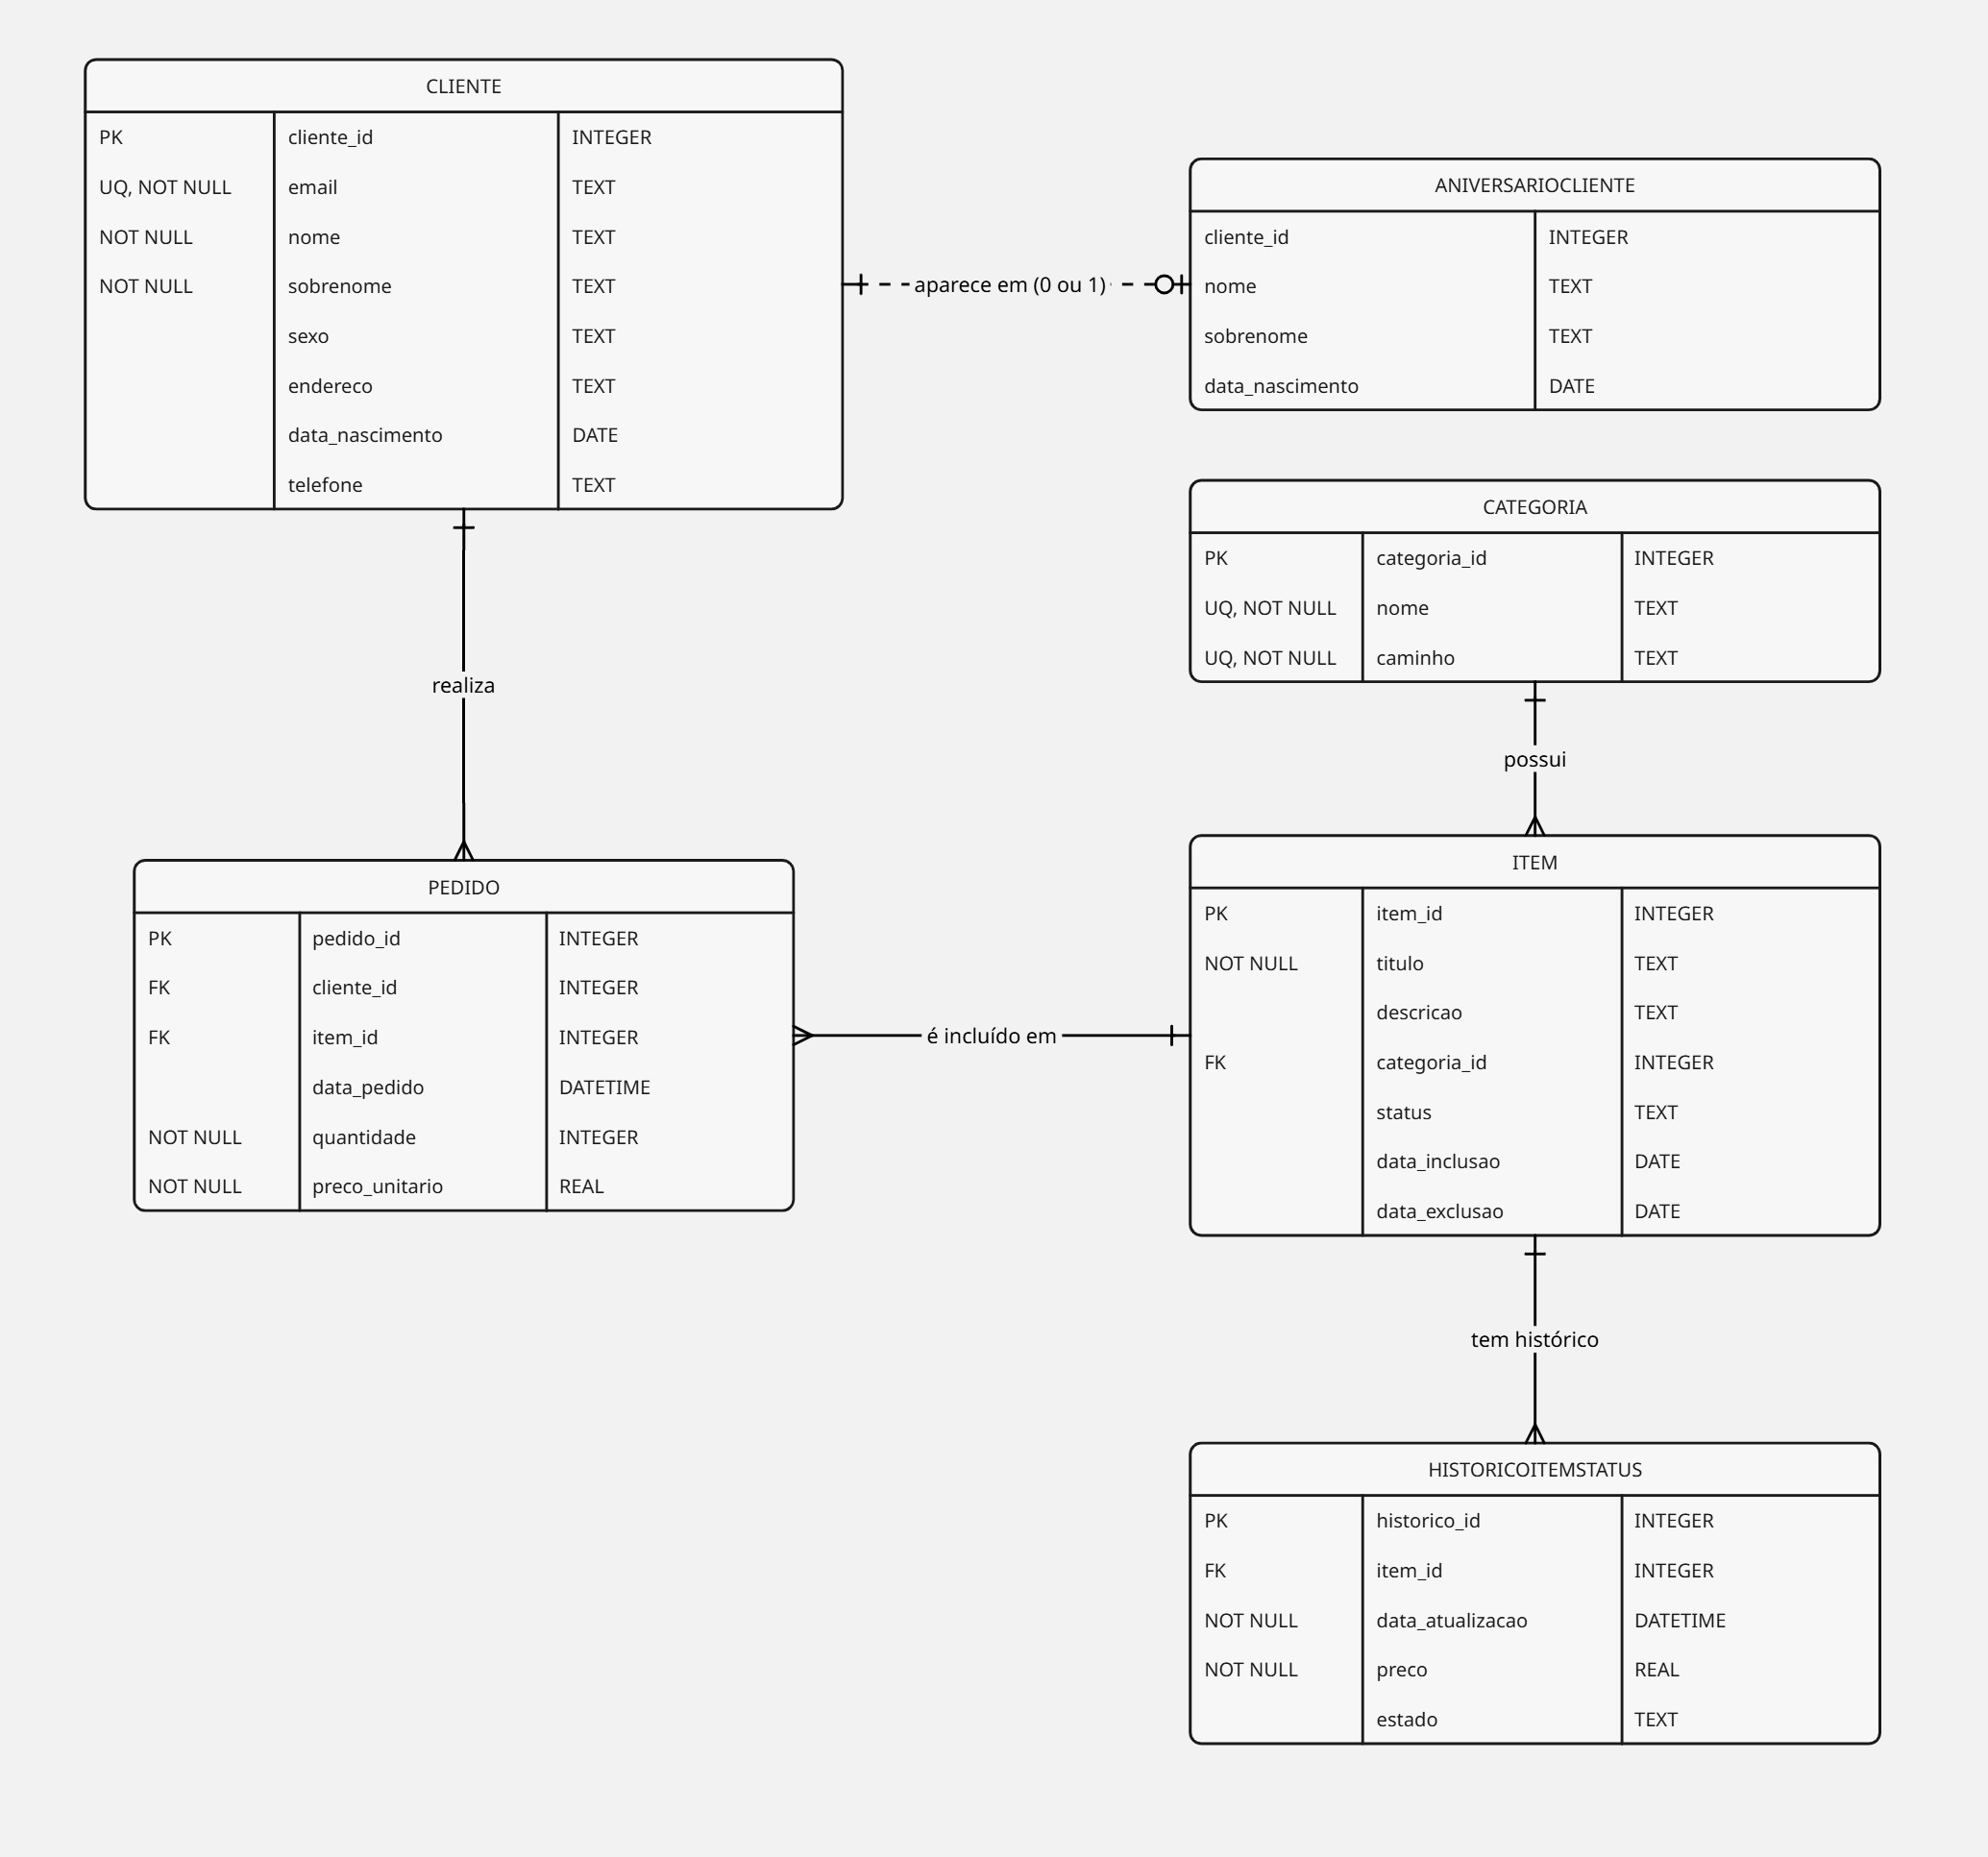 CLIENTE
PK cliente_id INTEGER
UQ, NOT NULL email TEXT
NOT NULL nome TEXT
NOT NULL sobrenome TEXT
sexo TEXT
endereco TEXT
data_nascimento DATE
telefone TEXT
aparece em (0 ou 1)
ANIVERSARIOCLIENTE
cliente_id INTEGER
nome TEXT
sobrenome TEXT
data_nascimento DATE
CATEGORIA
PK categoria_id INTEGER
UQ, NOT NULL nome TEXT
UQ, NOT NULL caminho TEXT
realiza
possui
PEDIDO
PK pedido_id INTEGER
FK cliente_id INTEGER
FK item_id INTEGER
data_pedido DATETIME
NOT NULL quantidade INTEGER
NOT NULL preco_unitario REAL
é incluído em
ITEM
PK item_id INTEGER
NOT NULL titulo TEXT
descricao TEXT
FK categoria_id INTEGER
status TEXT
data_inclusao DATE
data_exclusao DATE
tem histórico
HISTORICOITEMSTATUS
PK historico_id INTEGER
FK item_id INTEGER
NOT NULL data_atualizacao DATETIME
NOT NULL preco REAL
estado TEXT